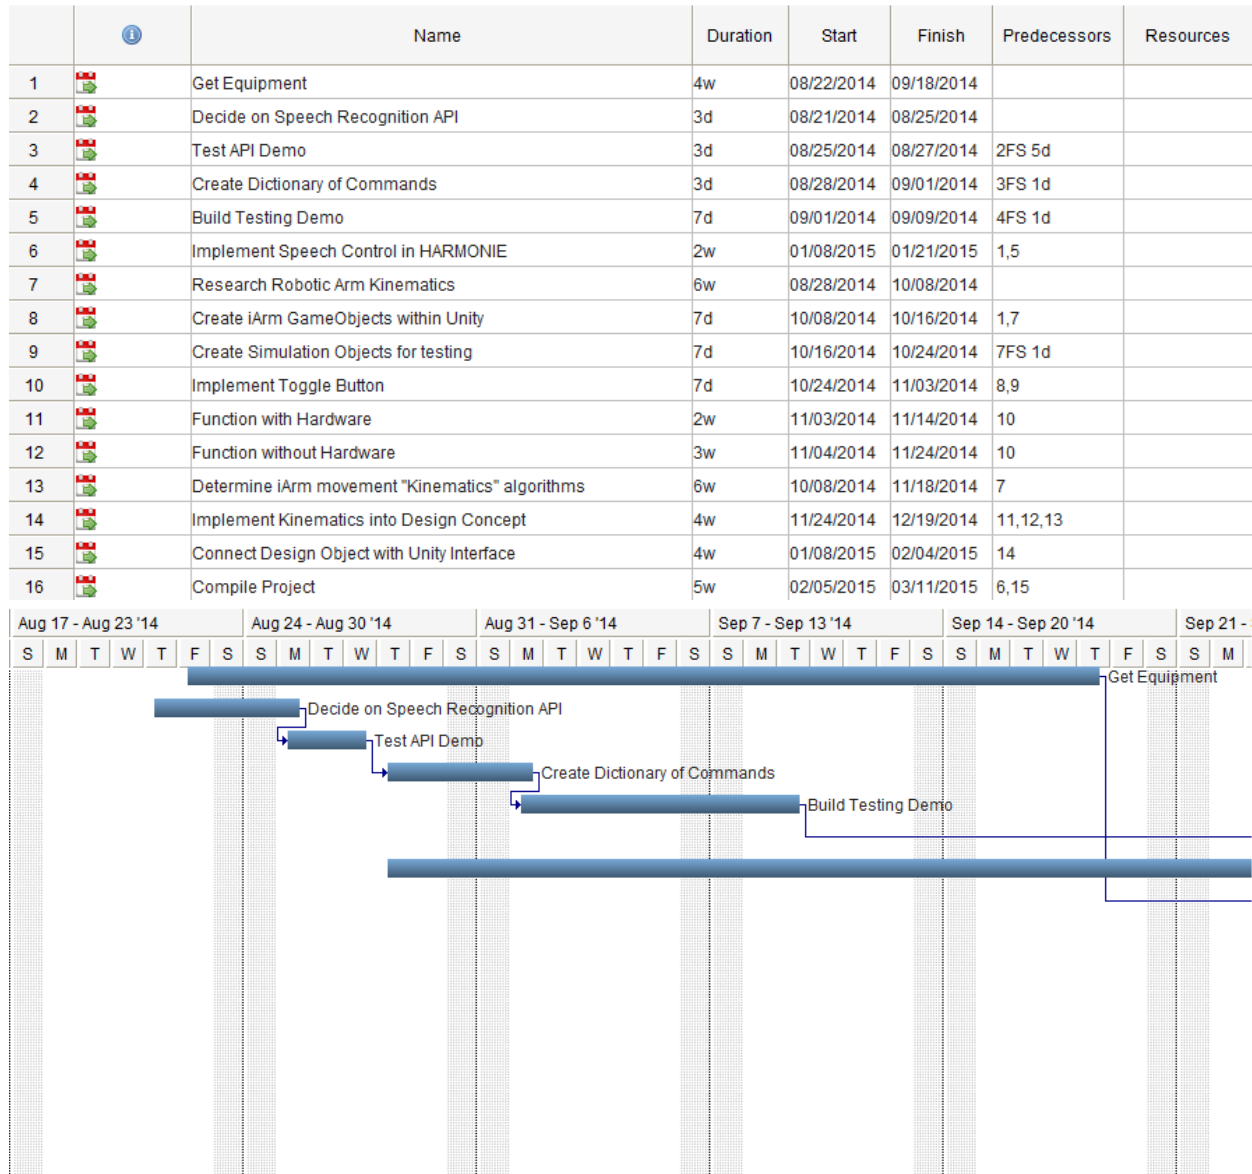 Name Duration Start Finish Predecessors Resources
1 Get Equipment 4w 08/22/2014 09/18/2014
2 Decide on Speech Recognition API 3d 08/21/2014 08/25/2014
3 Test API Demo 3d 08/25/2014 08/27/2014 2FS 5d
4 Create Dictionary of Commands 3d 08/28/2014 09/01/2014 3FS 1d
5 Build Testing Demo 7d 09/01/2014 09/09/2014 4FS 1d
6 Implement Speech Control in HARMONIE 2w 01/08/2015 01/21/2015 1,5
7 Research Robotic Arm Kinematics 6w 08/28/2014 10/08/2014
8 Create iArm GameObjects within Unity 7d 10/08/2014 10/16/2014 1,7
9 Create Simulation Objects for testing 7d 10/16/2014 10/24/2014 7FS 1d
10 Implement Toggle Button 7d 10/24/2014 11/03/2014 8,9
11 Function with Hardware 2w 11/03/2014 11/14/2014 10
12 Function without Hardware 3w 11/04/2014 11/24/2014 10
13 Determine iArm movement "Kinematics" algorithms 6w 10/08/2014 11/18/2014 7
14 Implement Kinematics into Design Concept 4w 11/24/2014 12/19/2014 11,12,13
15 Connect Design Object with Unity Interface 4w 01/08/2015 02/04/2015 14
16 Compile Project 5w 02/05/2015 03/11/2015 6,15
Aug 17 - Aug 23 '14 Aug 24 - Aug 30 '14 Aug 31 - Sep 6 '14 Sep 7 - Sep 13 '14 Sep 14 - Sep 20 '14 Sep 21 -
S M T W T F S S M T W T F S S M T W T F S S M T W T F S S M T W T F S S M
Get Equipment
Decide on Speech Recognition API
Test API Demo
Create Dictionary of Commands
Build Testing Demo